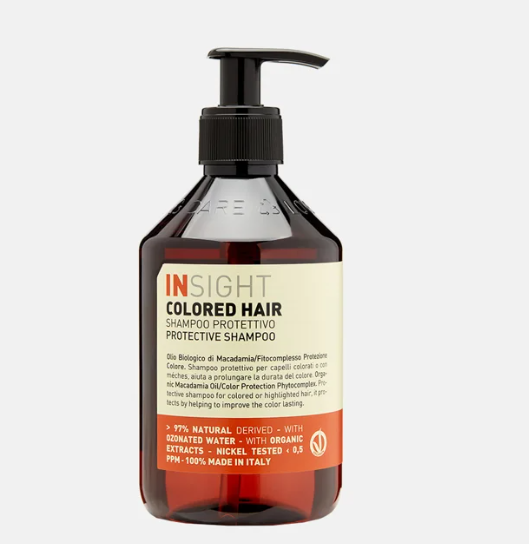 CARE & MO
INSIGHT
COLORED HAIR
SHAMPOO PROTETTIVO
PROTECTIVE SHAMPOO
Olio Biologico di Macadamia/Fitocomplesso Protezione
Colore. Shampoo protettivo per capelli colorati o con
mèches, aiuta a prolungare la durata del colore. Orga-
nic Macadamia Oil/Color Protection Phytocomplex. Pro-
tective shampoo for colored or highlighted hair, it pro-
tects by helping to improve the color lasting.
> 97% NATURAL DERIVED - WITH
OZONATED WATER - WITH ORGANIC
EXTRACTS - NICKEL TESTED < 0,5
PPM - 100% MADE IN ITALY